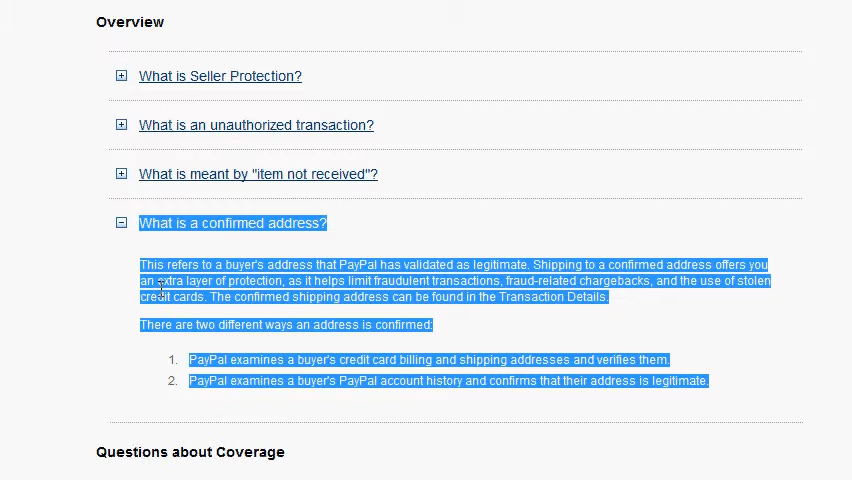 Overview
What is Seller Protection?
What is an unauthorized transaction?
What is meant by "item not received"?
What is a confirmed address?
This refers to a buyer's address that PayPal has validated as legitimate. Shipping to a confirmed address offers you
an extra layer of protection, as it helps limit fraudulent transactions, fraud-related chargebacks, and the use of stolen
credit cards. The confirmed shipping address can be found in the Transaction Details.
There are two different ways an address is confirmed:
1. PayPal examines a buyer's credit card billing and shipping addresses and verifies them.
2. PayPal examines a buyer's PayPal account history and confirms that their address is legitimate.
Questions about Coverage